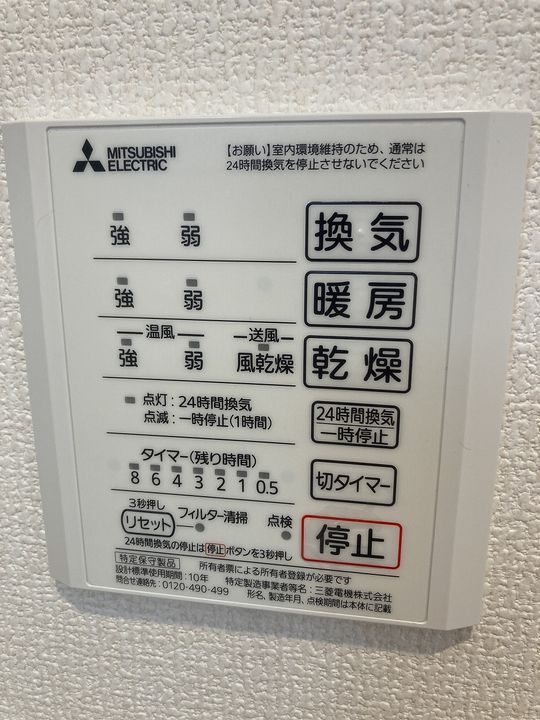 MITSUBISHI
ELECTRIC
【お願い】室内環境維持のため、通常は
24時間換気を停止させないでください
強 弱 換気
強 弱 暖房
温風 送風
強 弱 風乾燥 乾燥
点灯：24時間換気
点滅：一時停止(1時間)
24時間換気
一時停止
タイマー(残り時間)
8 6 4 3 2 1 0.5
切タイマー
3秒押し
リセット フィルター清掃 点検
停止
24時間換気の停止は停止ボタンを3秒押し
特定保守製品 所有者票による所有者登録が必要です
設計標準使用期間：10年 特定製造事業者等名：三菱電機株式会社
問合せ連絡先：0120-490-499 形名、製造年月、点検期間は本体に記載